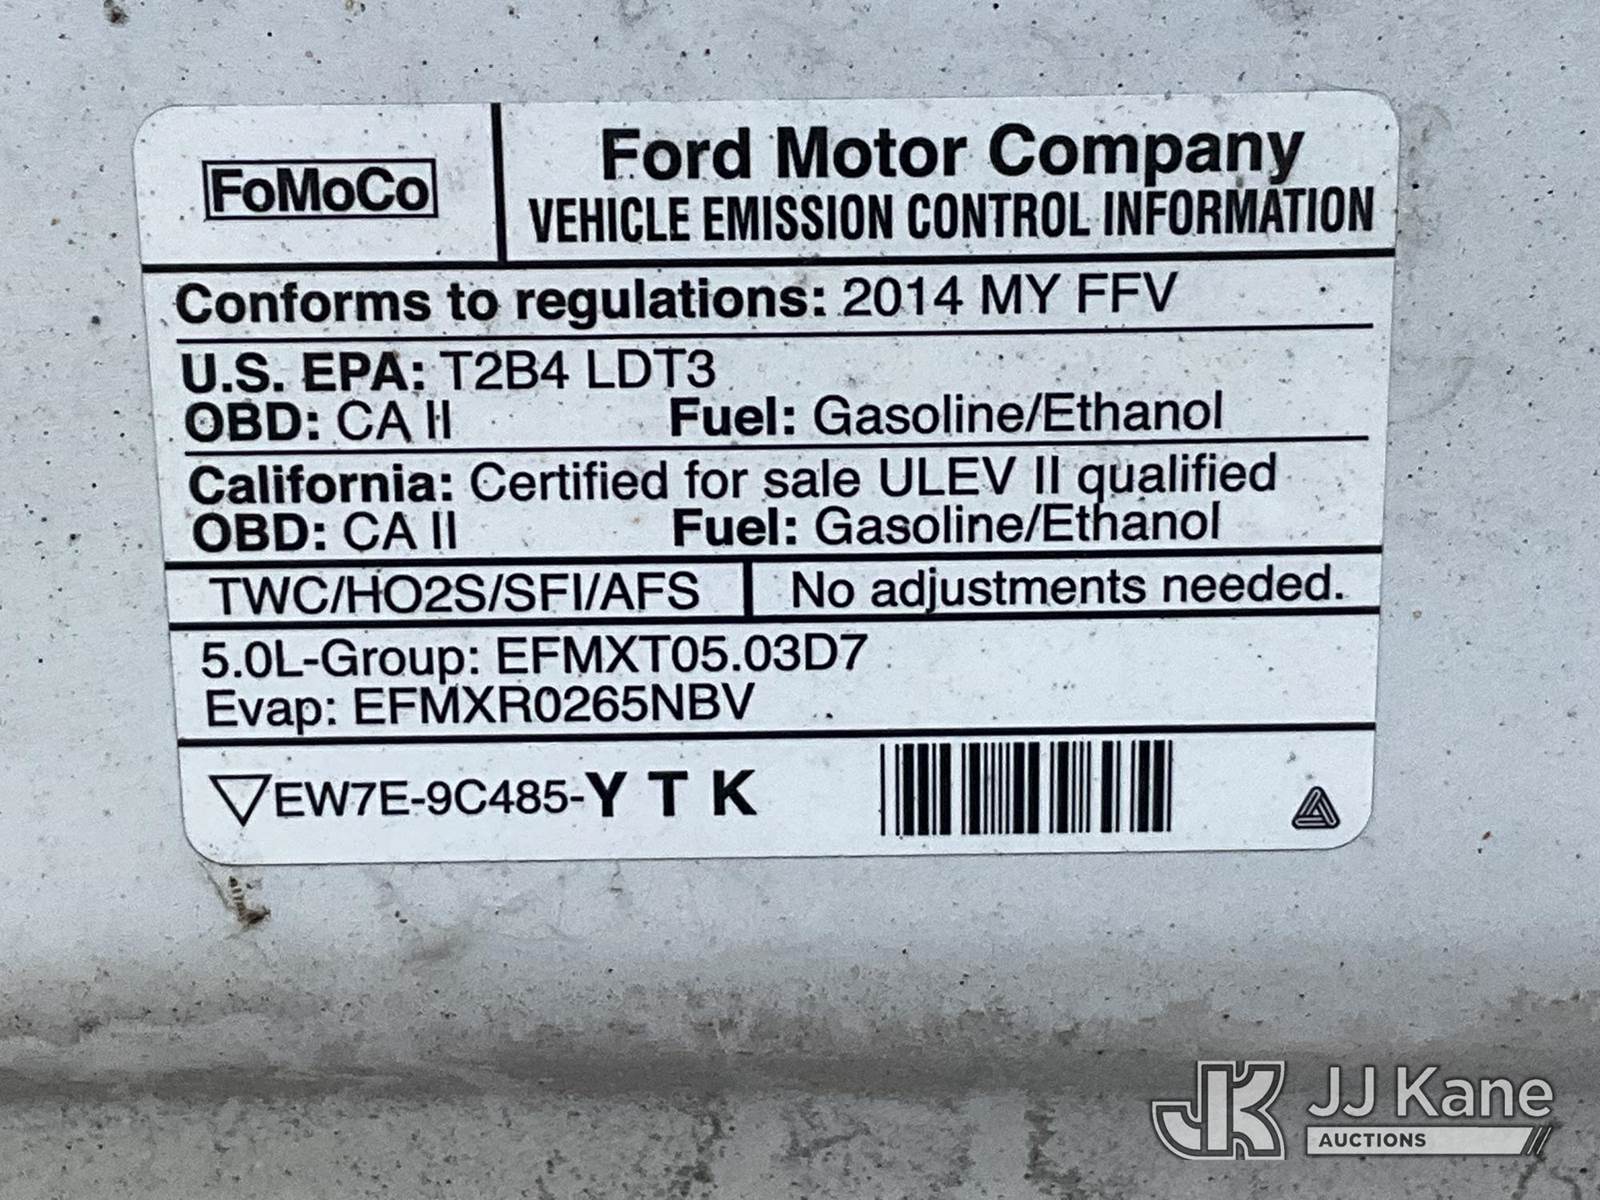 FoMoCo
Ford Motor Company
VEHICLE EMISSION CONTROL INFORMATION
Conforms to regulations: 2014 MY FFV
U.S. EPA: T2B4 LDT3
OBD: CA II Fuel: Gasoline/Ethanol
California: Certified for sale ULEV II qualified
OBD: CA II Fuel: Gasoline/Ethanol
TWC/HO2S/SFI/AFS No adjustments needed.
5.0L-Group: EFMXT05.03D7
Evap: EFMXR0265NBV
EW7E-9C485-Y T K
JK JJ Kane
AUCTIONS